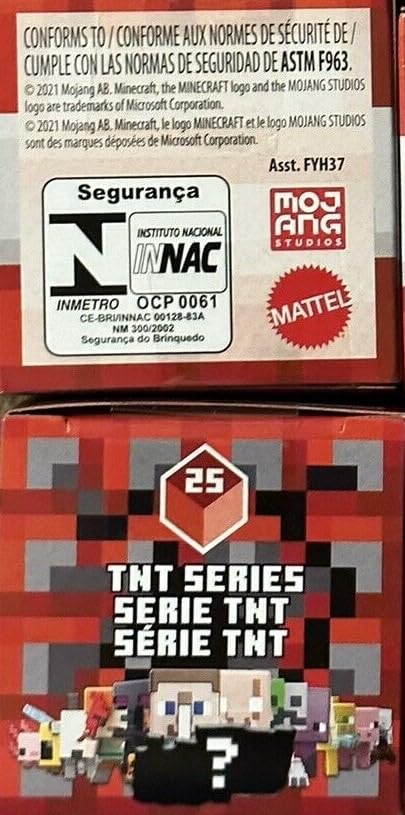 CONFORMS TO / CONFORME AUX NORMES DE SÉCURITÉ DE /
CUMPLE CON LAS NORMAS DE SEGURIDAD DE ASTM F963.
© 2021 Mojang AB. Minecraft, the MINECRAFT logo and the MOJANG STUDIOS
logo are trademarks of Microsoft Corporation.
© 2021 Mojang AB. Minecraft, le logo MINECRAFT et le logo MOJANG STUDIOS
sont des marques déposées de Microsoft Corporation.
Asst. FYH37
Segurança
N
INSTITUTO NACIONAL
INNAC
INMETRO OCP 0061
CE-BRI/INNAC 00128-83A
NM 300/2002
Segurança do Brinquedo
MOJ
ANG
STUDIOS
MATTEL
25
TNT SERIES
SERIE TNT
SÉRIE TNT
?